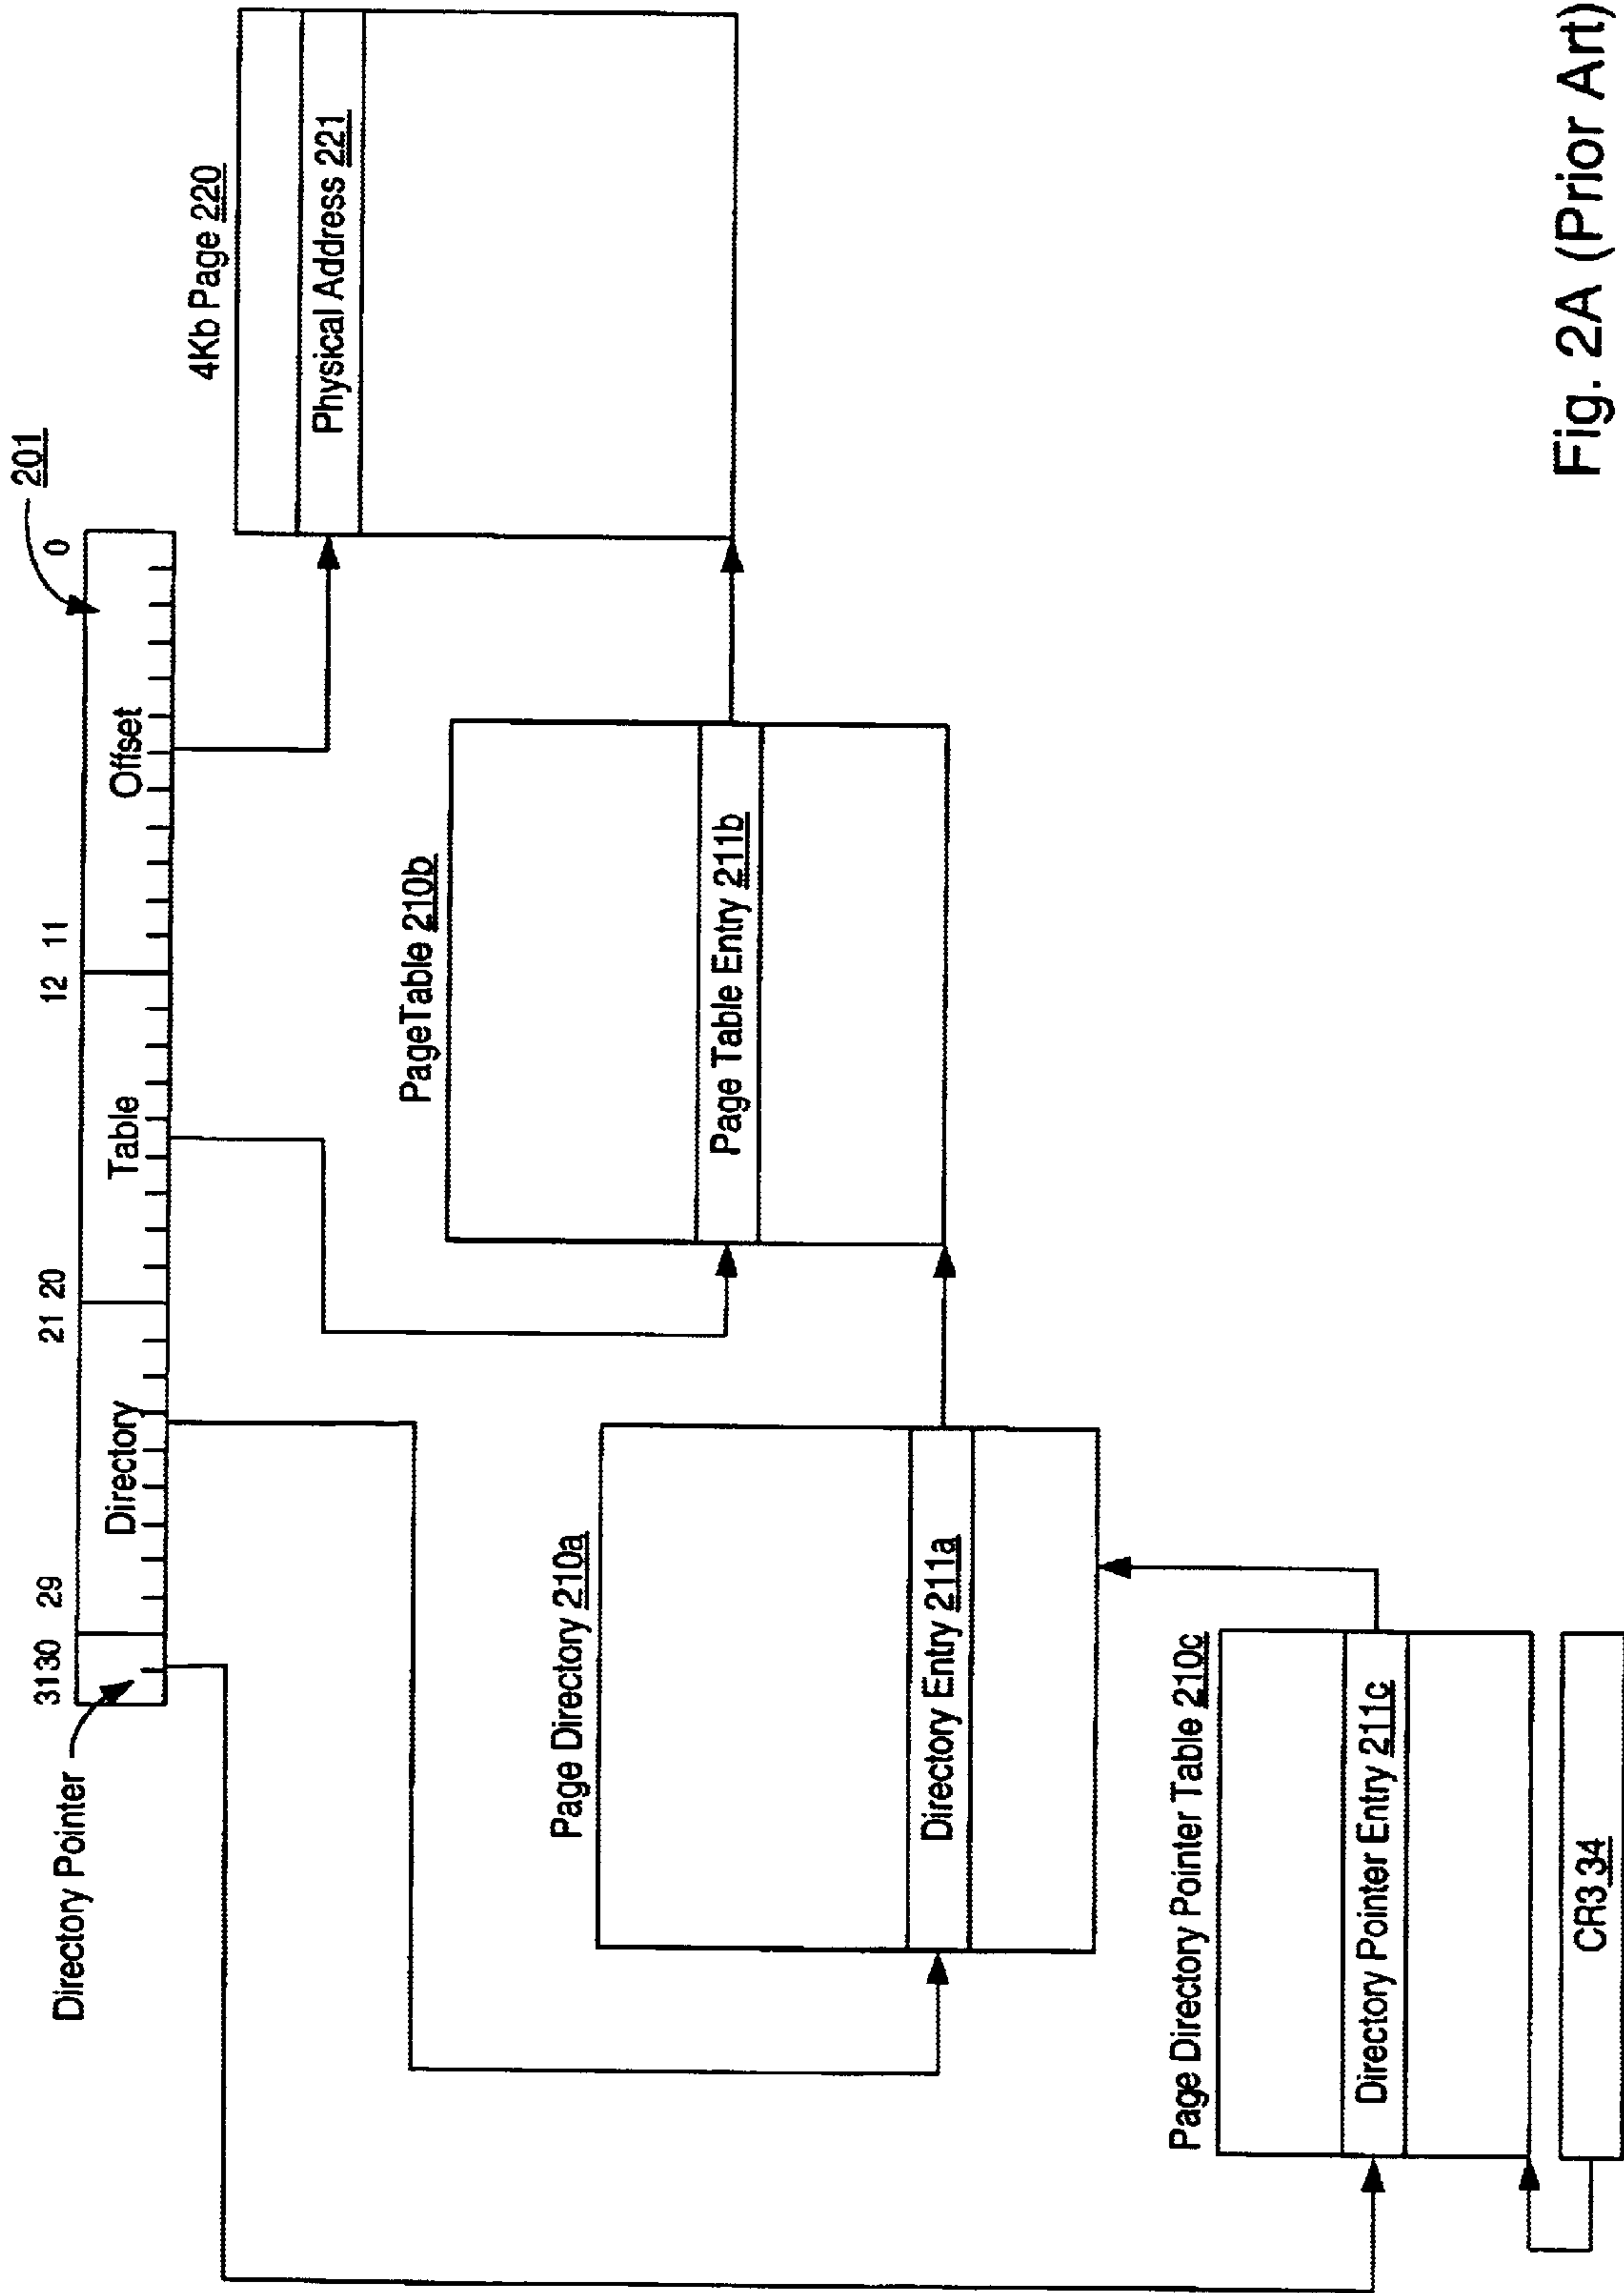 201
31 30 29 21 20 12 11 0
Directory Pointer
Directory
Table
Offset
4Kb Page 220
Physical Address 221
PageTable 210b
Page Table Entry 211b
Page Directory 210a
Directory Entry 211a
Page Directory Pointer Table 210c
Directory Pointer Entry 211c
CR3 34
Fig. 2A (Prior Art)